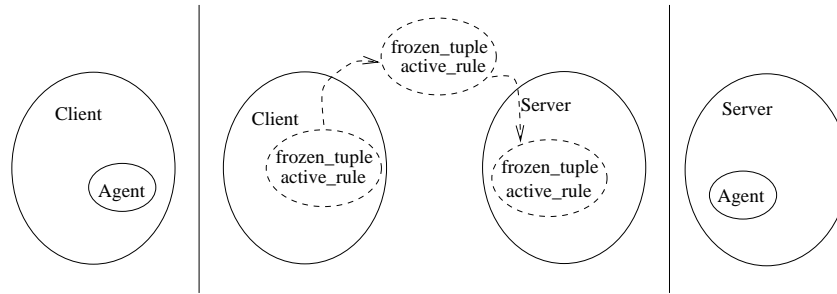 Client
Agent
frozen_tuple
active_rule
Client
frozen_tuple
active_rule
Server
frozen_tuple
active_rule
Server
Agent